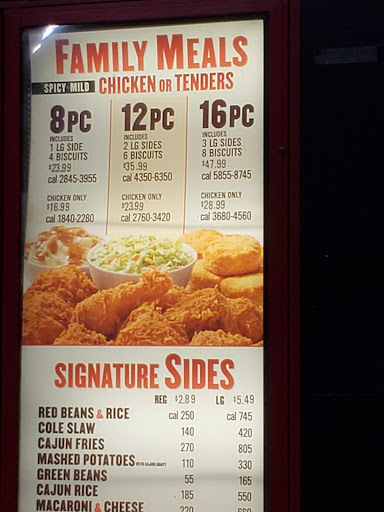 FAMILY MEALS
SPICY MILD CHICKEN OR TENDERS
8PC
INCLUDES
1 LG SIDE
4 BISCUITS
$23.99
cal 2845-3955
CHICKEN ONLY
$16.99
cal 1840-2280
12PC
INCLUDES
2 LG SIDES
6 BISCUITS
$35.99
cal 4350-6350
CHICKEN ONLY
$23.99
cal 2760-3420
16PC
INCLUDES
3 LG SIDES
8 BISCUITS
$47.99
cal 5855-8745
CHICKEN ONLY
$28.99
cal 3680-4560
SIGNATURE SIDES
REG $2.89 LG $5.49
RED BEANS & RICE cal 250 cal 745
COLE SLAW 140 420
CAJUN FRIES 270 805
MASHED POTATOES WITH CAJUN GRAVY 110 330
GREEN BEANS 55 165
CAJUN RICE 185 550
MACARONI & CHEESE 220 660